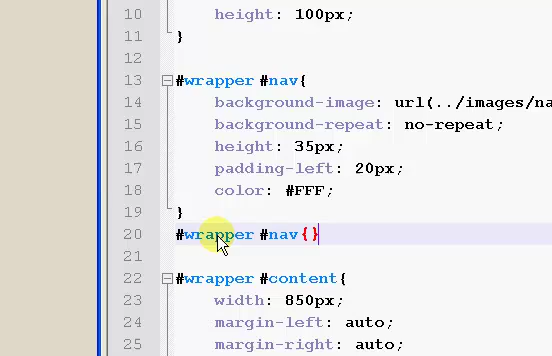 10 height: 100px;
11 }
12
13 #wrapper #nav{
14 background-image: url(../images/na
15 background-repeat: no-repeat;
16 height: 35px;
17 padding-left: 20px;
18 color: #FFF;
19 }
20 #wrapper #nav{}
21
22 #wrapper #content{
23 width: 850px;
24 margin-left: auto;
25 margin-right: auto;